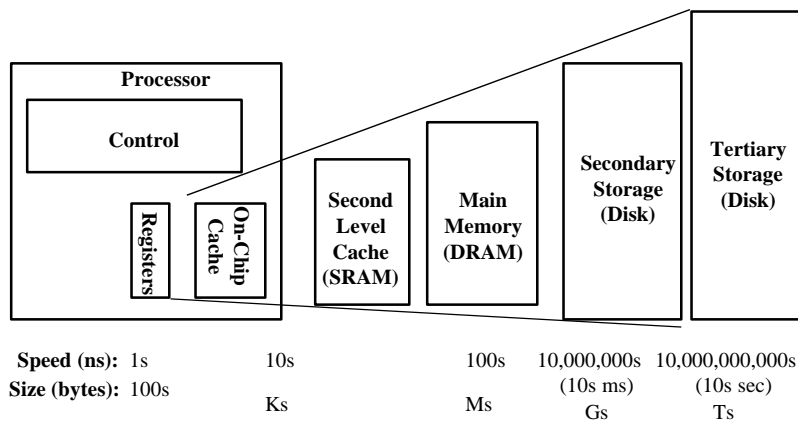 Processor
Control
Registers
On-Chip
Cache
Second
Level
Cache
(SRAM)
Main
Memory
(DRAM)
Secondary
Storage
(Disk)
Tertiary
Storage
(Disk)
Speed (ns): 1s 10s 100s 10,000,000s 10,000,000,000s
(10s ms) (10s sec)
Size (bytes): 100s Ks Ms Gs Ts